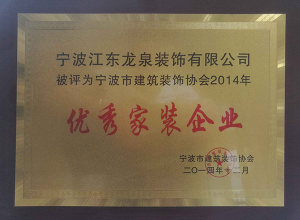 宁波江东龙泉装饰有限公司
被评为宁波市建筑装饰协会2014年
优秀家装企业
宁波市建筑装饰协会
二〇一四年十二月